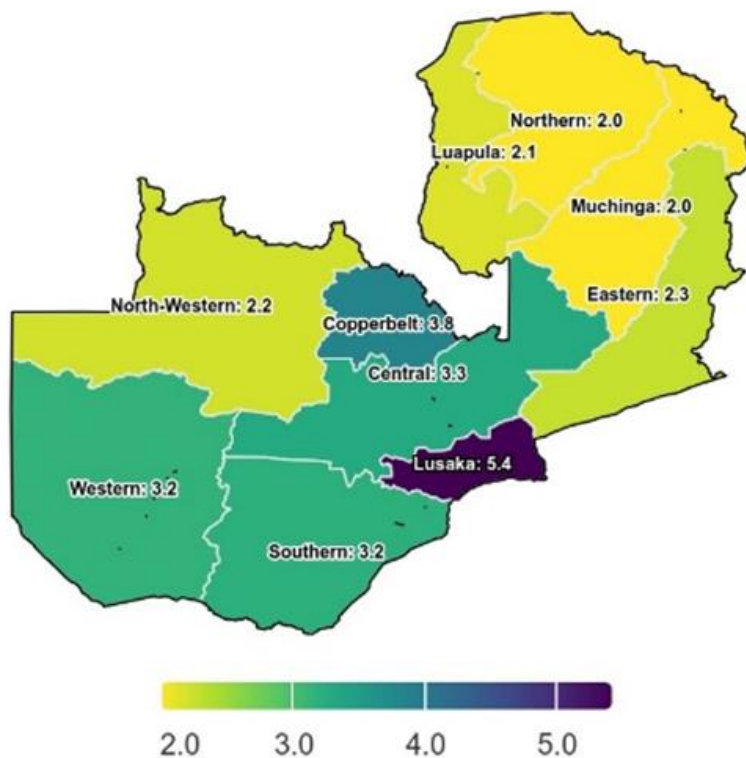 Northern: 2.0
Luapula: 2.1
Muchinga: 2.0
Eastern: 2.3
North-Western: 2.2
Copperbelt: 3.8
Central: 3.3
Lusaka: 5.4
Western: 3.2
Southern: 3.2
2.0 3.0 4.0 5.0